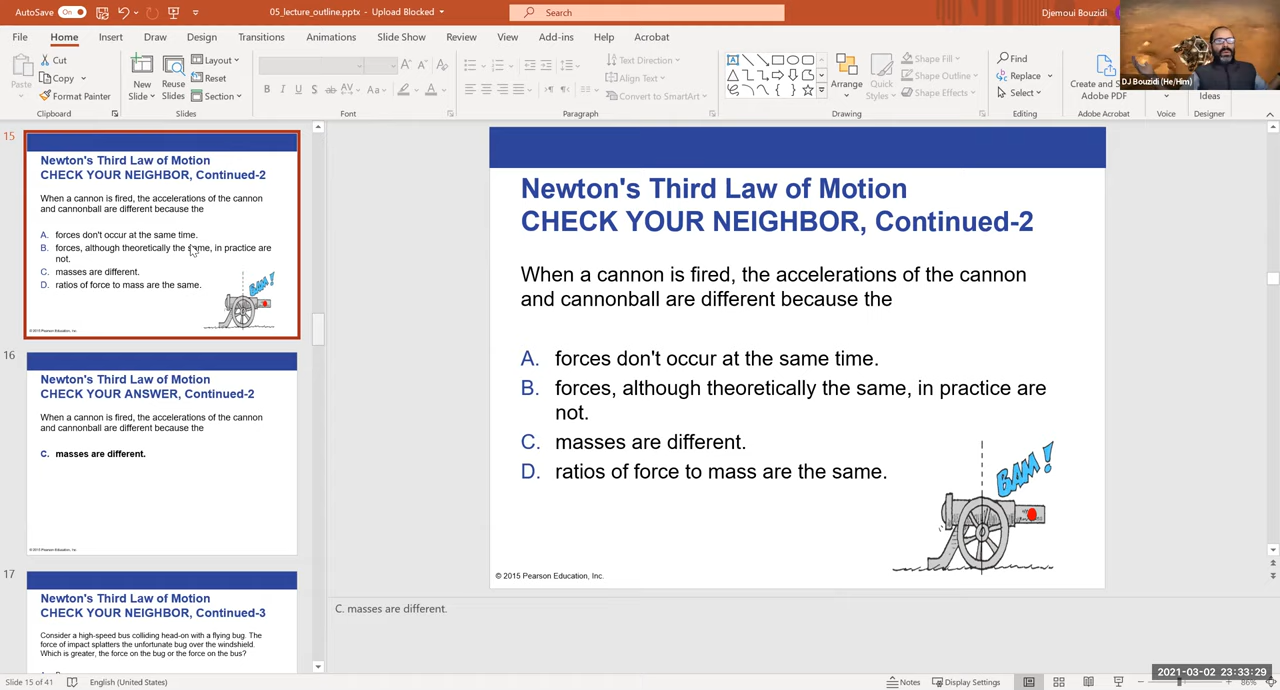 AutoSave On
05_lecture_outline.pptx - Upload Blocked
Search
Djemoui Bouzidi
File Home Insert Draw Design Transitions Animations Slide Show Review View Add-ins Help Acrobat
Paste
Cut
Copy
Format Painter
Clipboard
New Slide
Reuse Slides
Layout
Reset
Section
Slides
B I U S ab AV Aa A
Font
Text Direction
Align Text
Convert to SmartArt
Paragraph
Arrange
Quick Styles
Shape Fill
Shape Outline
Shape Effects
Drawing
Find
Replace
Select
Editing
Create and S
Adobe PDF
Adobe Acrobat
Voice
Ideas
Designer
DJ Bouzidi (He/Him)
15
Newton's Third Law of Motion
CHECK YOUR NEIGHBOR, Continued-2
When a cannon is fired, the accelerations of the cannon
and cannonball are different because the
A. forces don't occur at the same time.
B. forces, although theoretically the same, in practice are
not.
C. masses are different.
D. ratios of force to mass are the same.
BAM!
© 2015 Pearson Education, Inc.
16
Newton's Third Law of Motion
CHECK YOUR ANSWER, Continued-2
When a cannon is fired, the accelerations of the cannon
and cannonball are different because the
C. masses are different.
© 2015 Pearson Education, Inc.
17
Newton's Third Law of Motion
CHECK YOUR NEIGHBOR, Continued-3
Consider a high-speed bus colliding head-on with a flying bug. The
force of impact splatters the unfortunate bug over the windshield.
Which is greater, the force on the bug or the force on the bus?
Newton's Third Law of Motion
CHECK YOUR NEIGHBOR, Continued-2
When a cannon is fired, the accelerations of the cannon
and cannonball are different because the
A. forces don't occur at the same time.
B. forces, although theoretically the same, in practice are
not.
C. masses are different.
D. ratios of force to mass are the same.
BAM!
© 2015 Pearson Education, Inc.
C. masses are different.
2021-03-02 23:33:29
Slide 15 of 41
English (United States)
Notes
Display Settings
86%